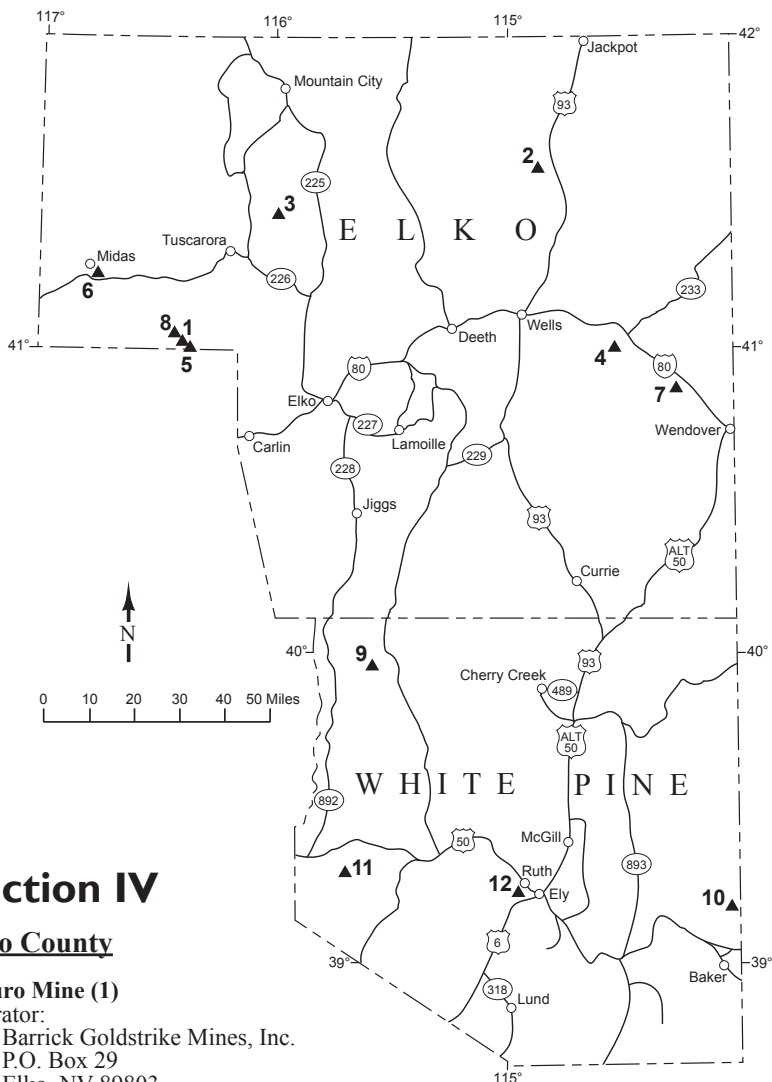 117°
116°
115°
42°
Jackpot
Mountain City
93
2
225
3
E L K O
Tuscarora
Midas
6
226
233
8
1
5
41°
Wells
Deeth
4
41°
80
80
7
Elko
227
Lamoille
Wendover
Carlin
229
228
Jiggs
93
ALT
50
Currie
N
40°
9
93
40°
Cherry Creek
489
0 10 20 30 40 50 Miles
ALT
50
W H I T E P I N E
892
McGill
50
893
11
Ruth
12
Ely
10
6
39°
39°
Baker
318
Lund
115°
ction IV
o County
uro Mine (1)
rator:
Barrick Goldstrike Mines, Inc.
P.O. Box 29
Elko, NV 89803